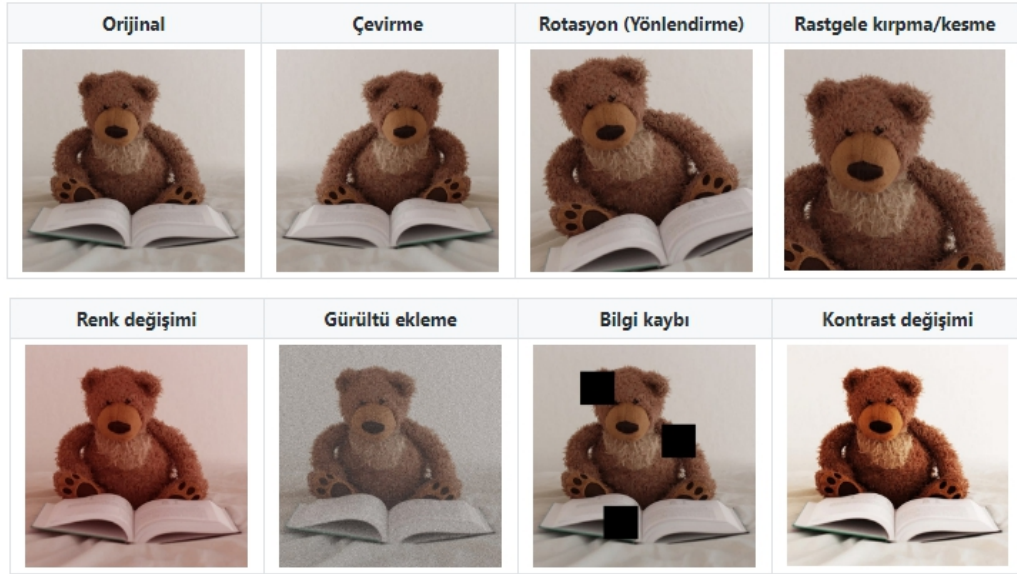 Orijinal
Çevirme
Rotasyon (Yönlendirme)
Rastgele kırpma/kesme
Renk değişimi
Gürültü ekleme
Bilgi kaybı
Kontrast değişimi